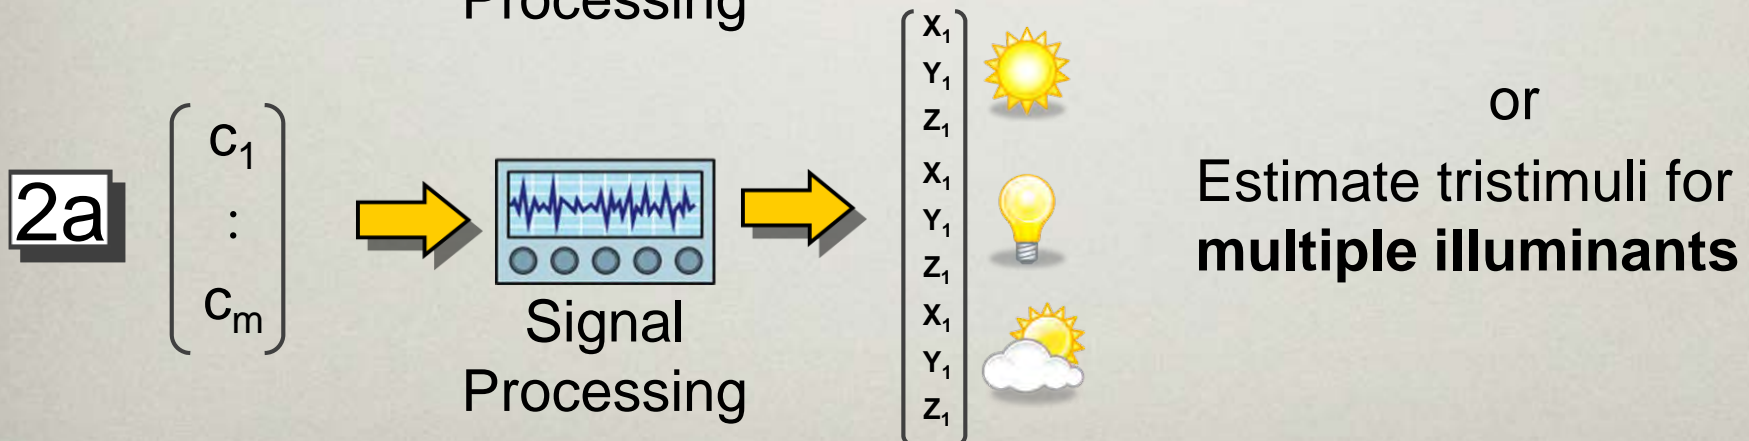 Processing
2a
c₁
:
cₘ
Signal
Processing
X₁
Y₁
Z₁
X₁
Y₁
Z₁
X₁
Y₁
Z₁
or
Estimate tristimuli for
multiple illuminants